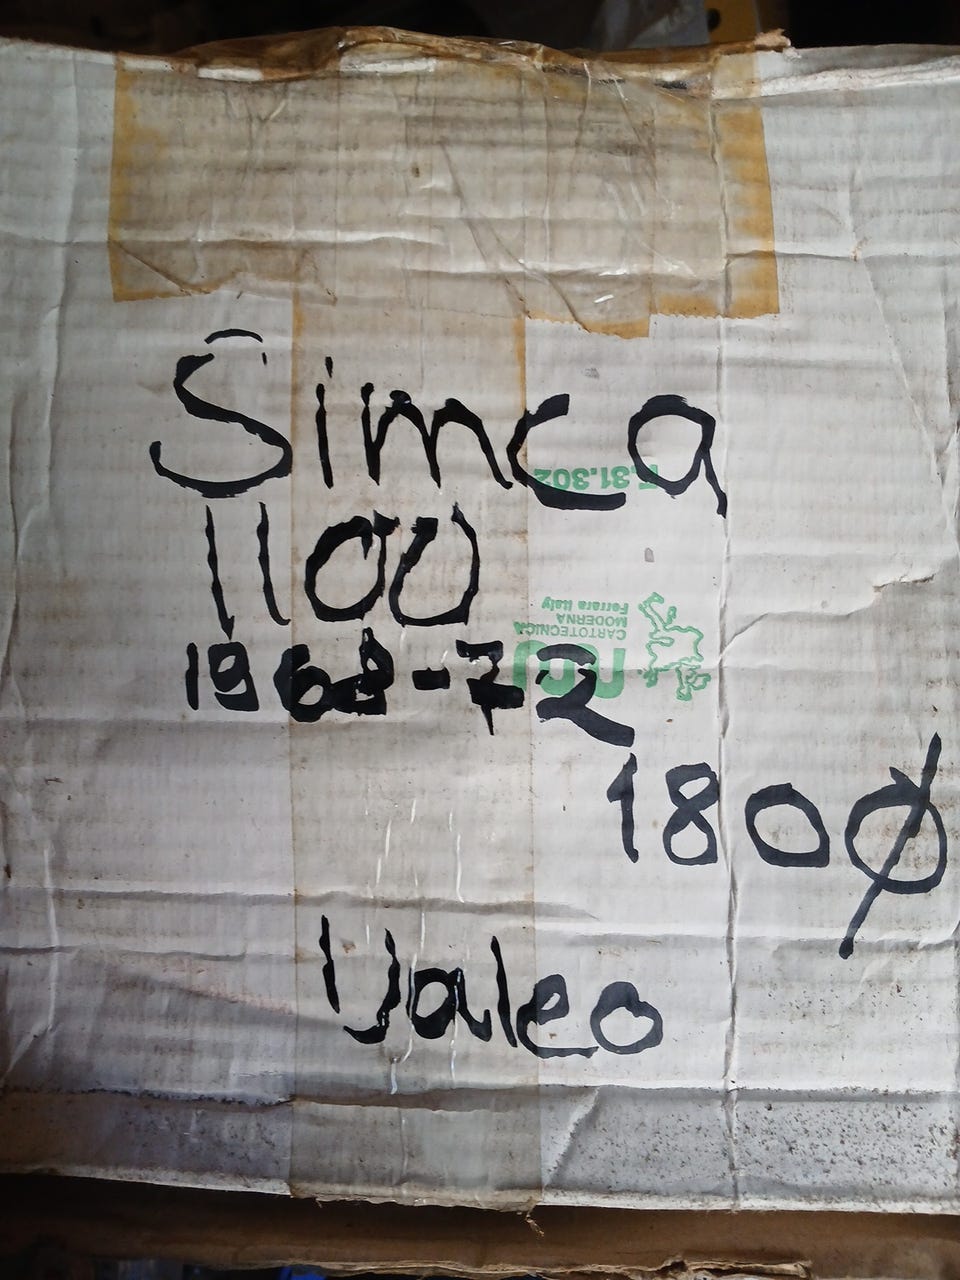 Simca
1100
1968-72
180Ø
Valeo
F.31.302
CARTOTECNICA
MODERNA
Ferrara Italy